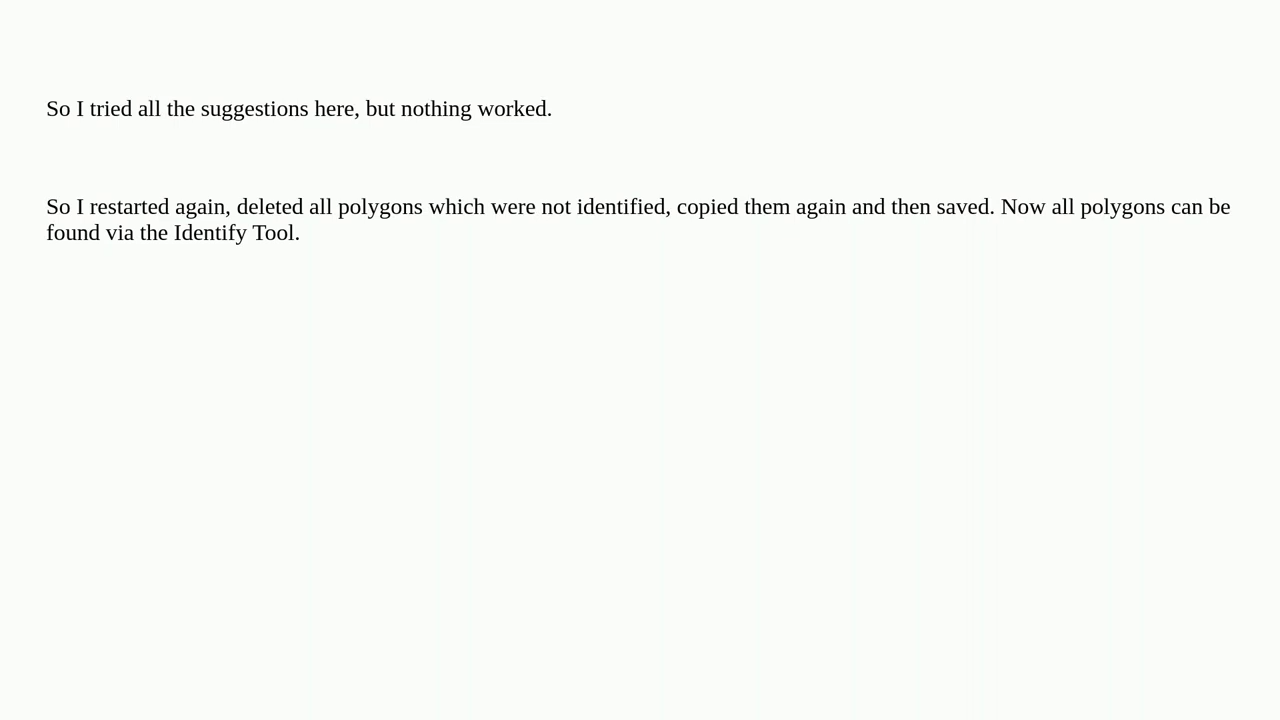 So I tried all the suggestions here, but nothing worked.
So I restarted again, deleted all polygons which were not identified, copied them again and then saved. Now all polygons can be
found via the Identify Tool.